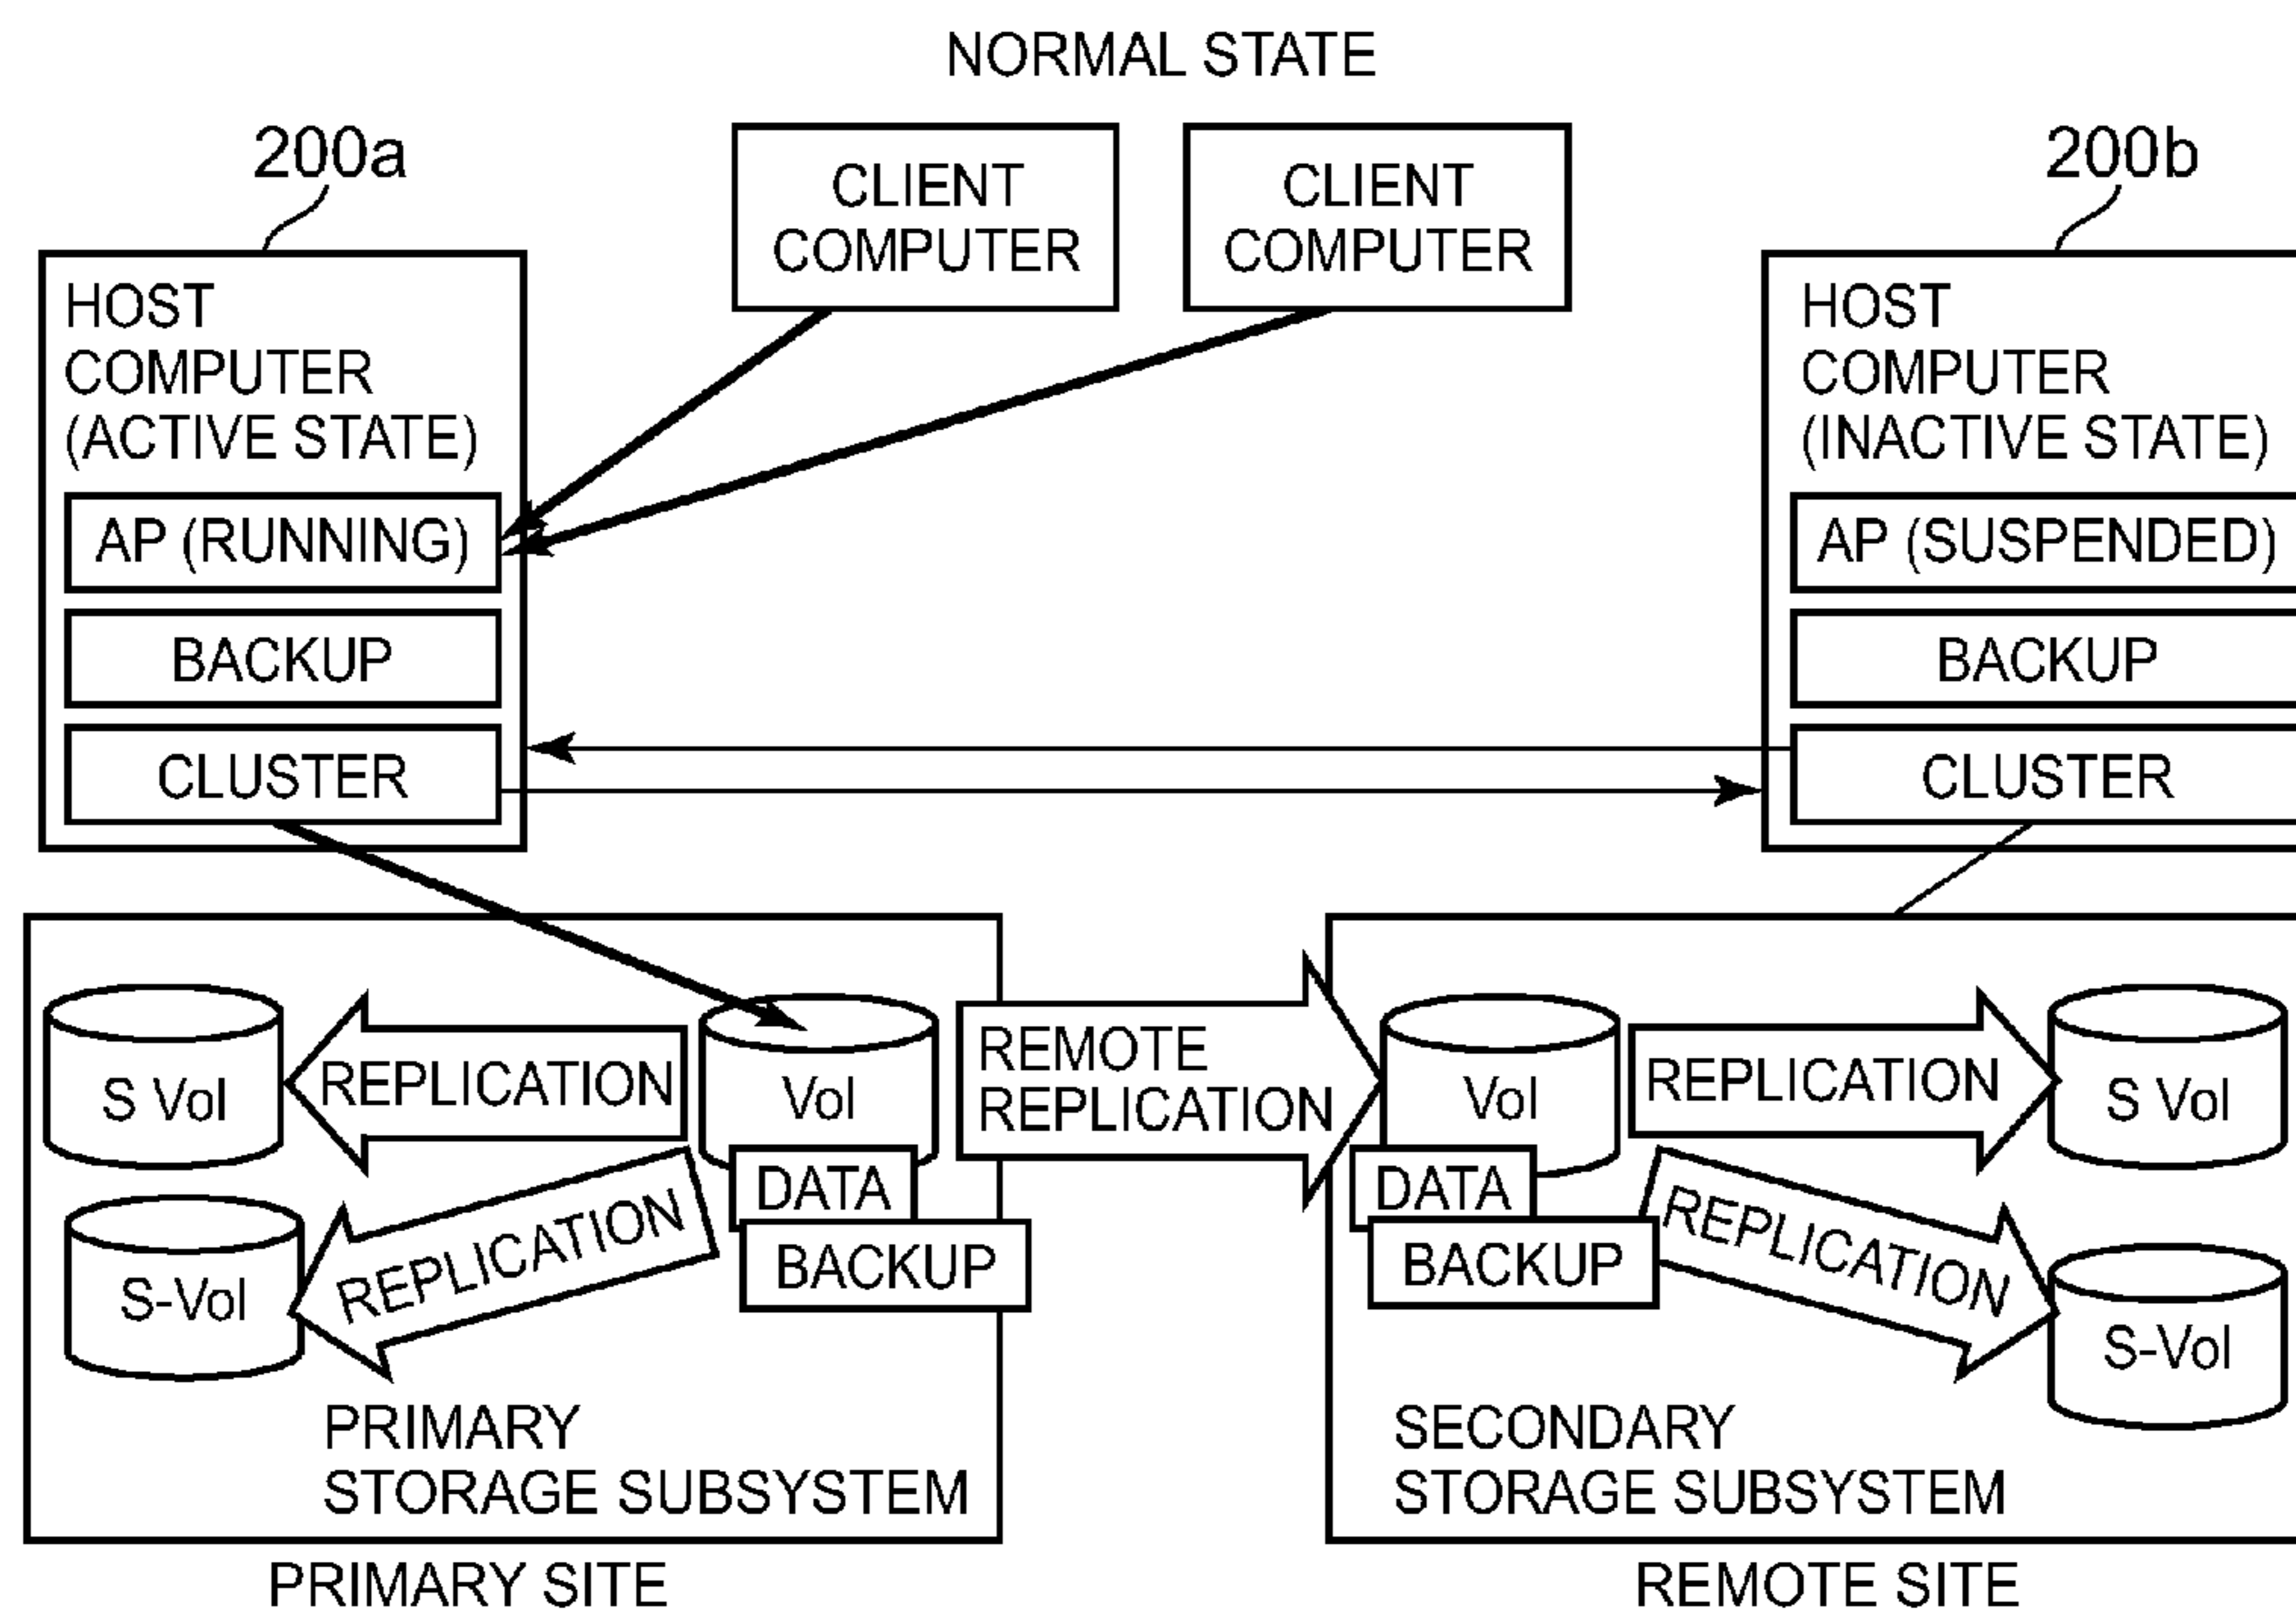 NORMAL STATE
200a
CLIENT
COMPUTER
CLIENT
COMPUTER
200b
HOST
COMPUTER
(ACTIVE STATE)
AP (RUNNING)
BACKUP
CLUSTER
HOST
COMPUTER
(INACTIVE STATE)
AP (SUSPENDED)
BACKUP
CLUSTER
S Vol
REPLICATION
Vol
DATA
BACKUP
S-Vol
REPLICATION
REMOTE
REPLICATION
Vol
DATA
BACKUP
REPLICATION
S Vol
REPLICATION
S-Vol
PRIMARY
STORAGE SUBSYSTEM
SECONDARY
STORAGE SUBSYSTEM
PRIMARY SITE
REMOTE SITE